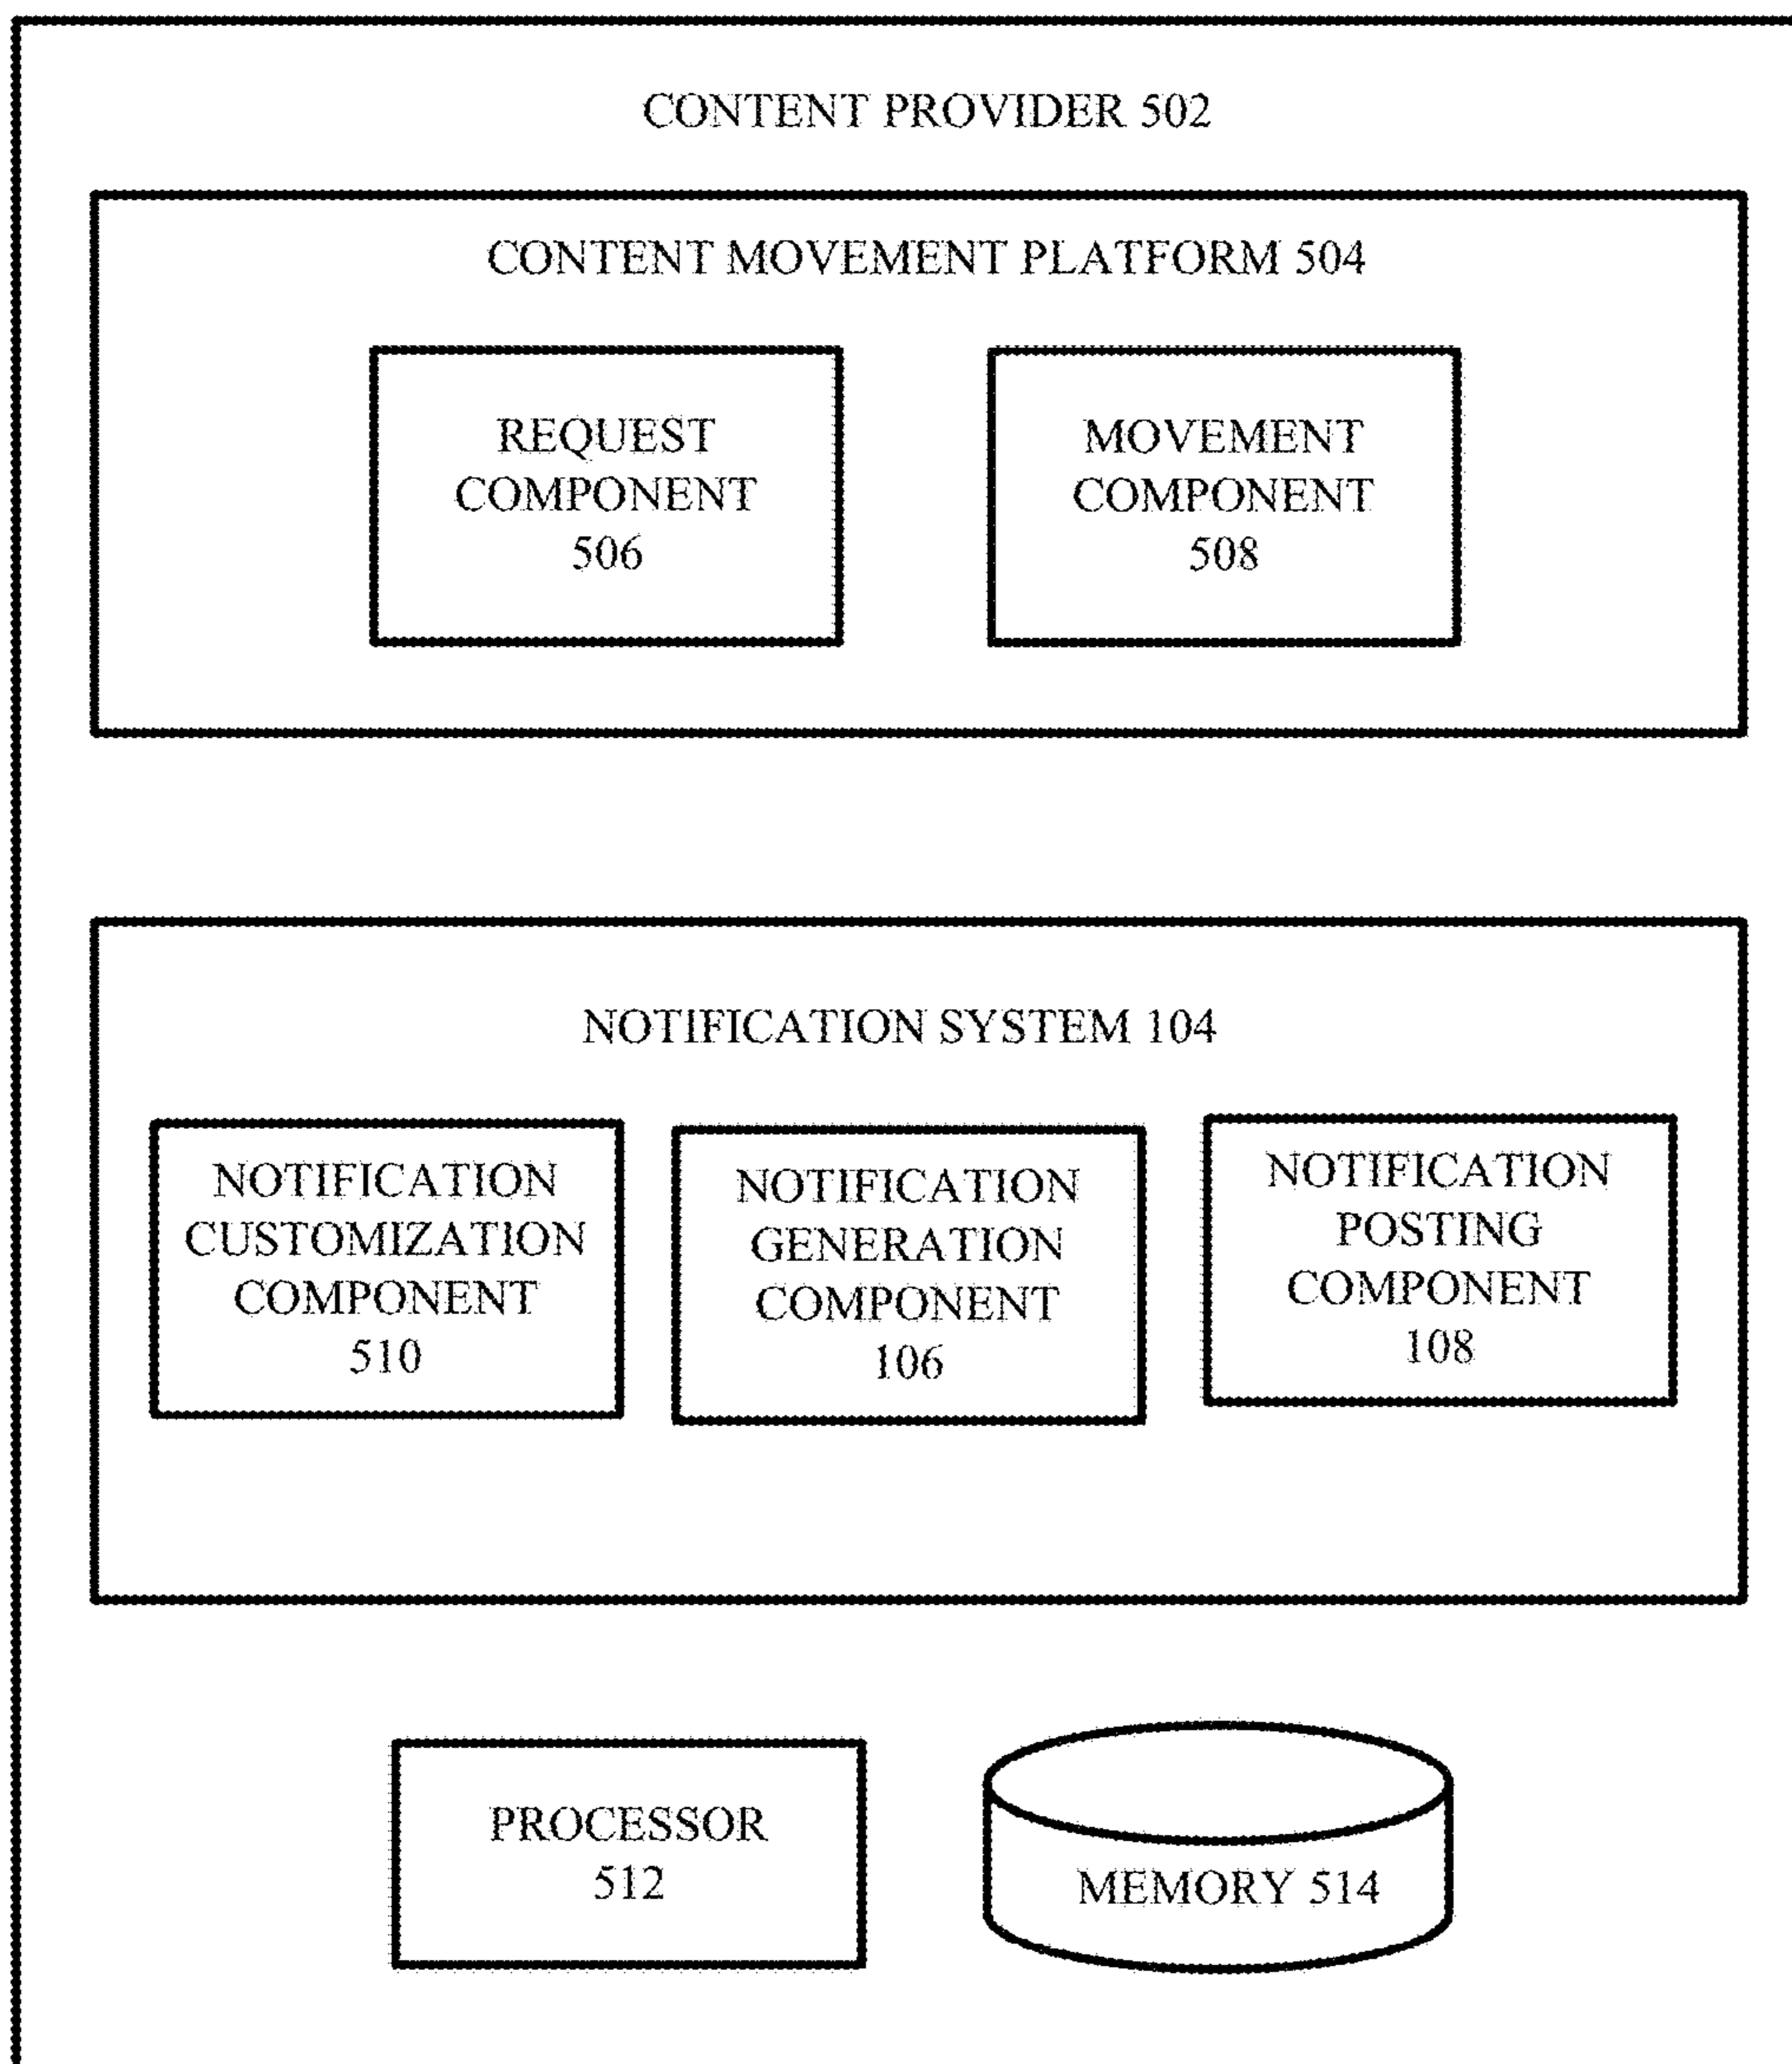 CONTENT PROVIDER 502
CONTENT MOVEMENT PLATFORM 504
REQUEST
COMPONENT
506
MOVEMENT
COMPONENT
508
NOTIFICATION SYSTEM 104
NOTIFICATION
CUSTOMIZATION
COMPONENT
510
NOTIFICATION
GENERATION
COMPONENT
106
NOTIFICATION
POSTING
COMPONENT
108
PROCESSOR
512
MEMORY 514